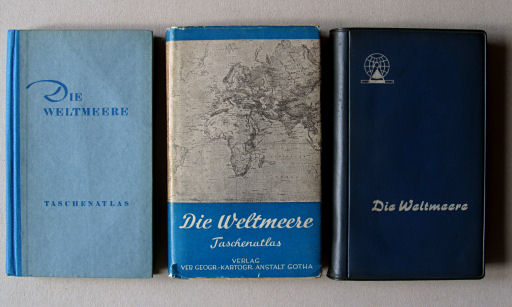 Die
Weltmeere
Taschenatlas
Die Weltmeere
Taschenatlas
VERLAG
VEB GEOGR.-KARTOGR. ANSTALT GOTHA
Die Weltmeere